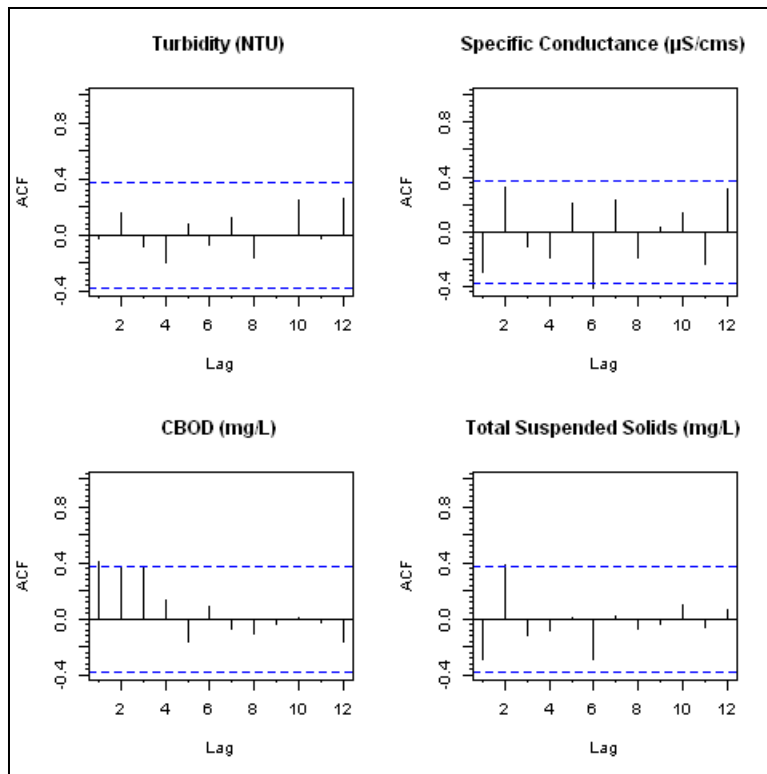 Turbidity (NTU)
ACF
0.8
0.4
0.0
-0.4
2 4 6 8 10 12
Lag
Specific Conductance (µS/cms)
ACF
0.8
0.4
0.0
-0.4
2 4 6 8 10 12
Lag
CBOD (mg/L)
ACF
0.8
0.4
0.0
-0.4
2 4 6 8 10 12
Lag
Total Suspended Solids (mg/L)
ACF
0.8
0.4
0.0
-0.4
2 4 6 8 10 12
Lag